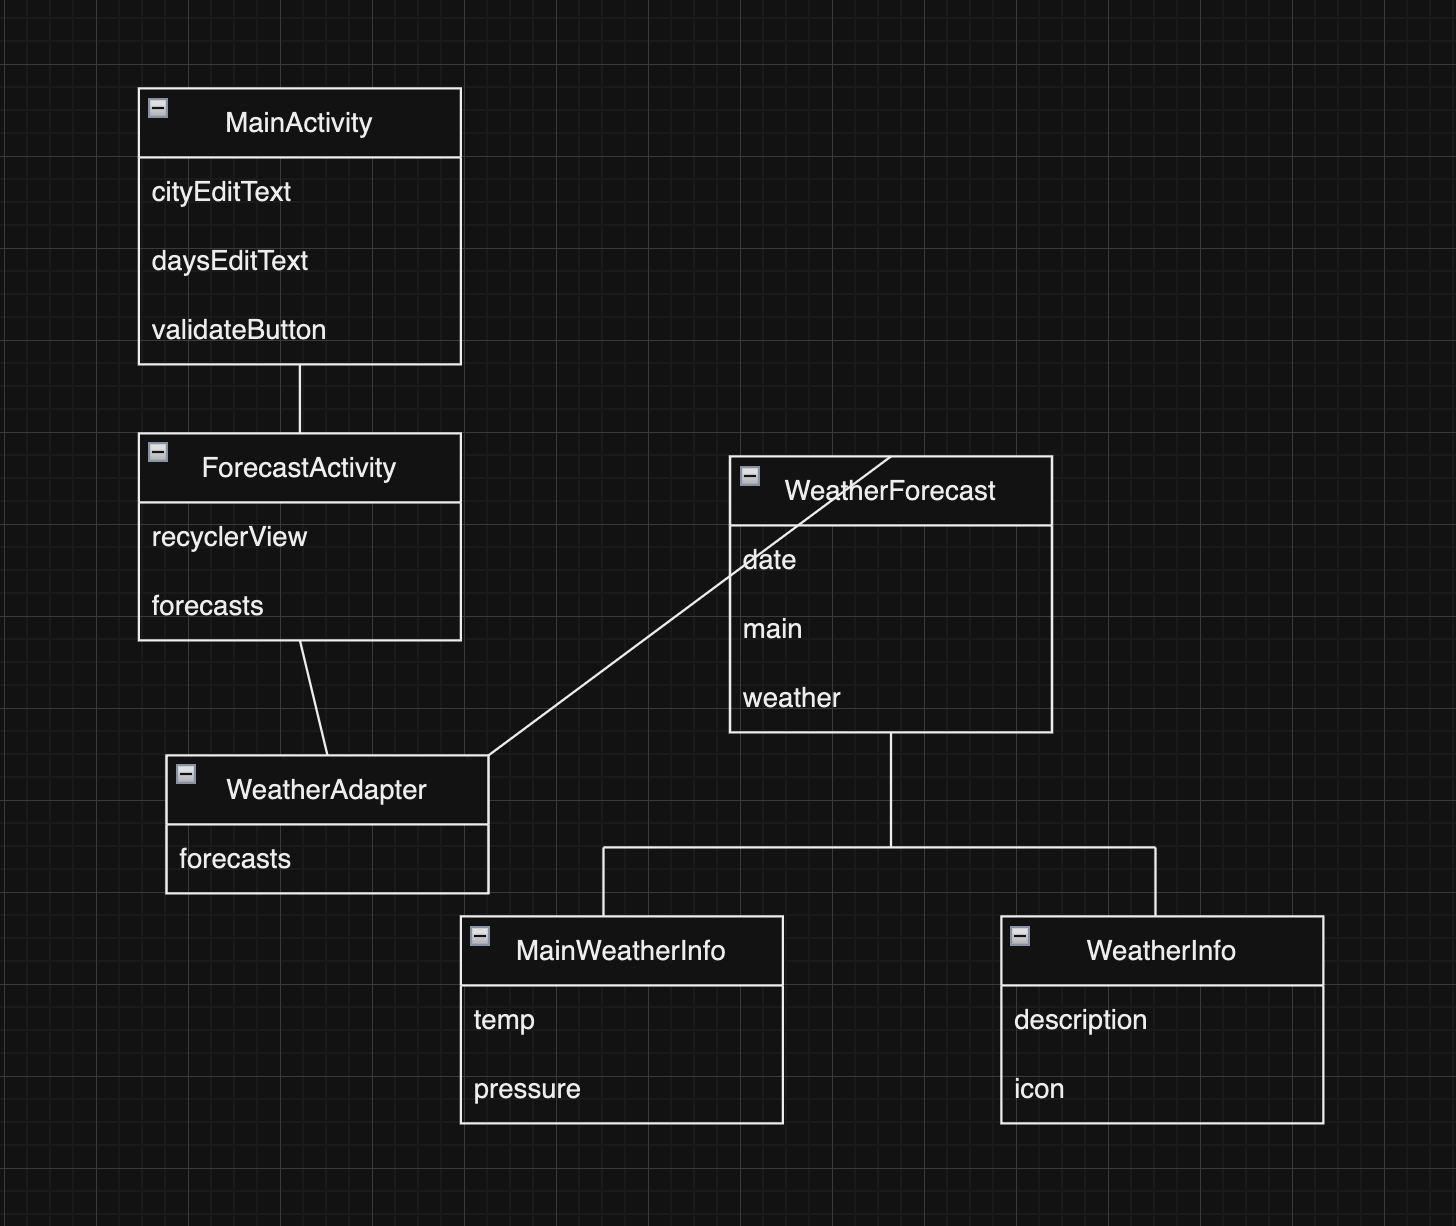 MainActivity
cityEditText
daysEditText
validateButton
ForecastActivity
recyclerView
forecasts
WeatherForecast
date
main
weather
WeatherAdapter
forecasts
MainWeatherInfo
temp
pressure
WeatherInfo
description
icon